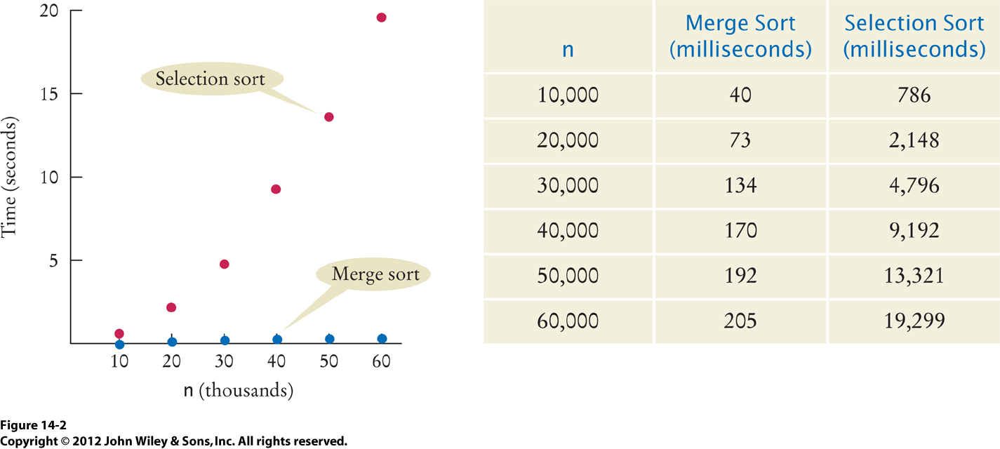 20
15
10
5
Time (seconds)
Selection sort
Merge sort
10 20 30 40 50 60
n (thousands)
n Merge Sort (milliseconds) Selection Sort (milliseconds)
10,000 40 786
20,000 73 2,148
30,000 134 4,796
40,000 170 9,192
50,000 192 13,321
60,000 205 19,299
Figure 14-2
Copyright © 2012 John Wiley & Sons, Inc. All rights reserved.